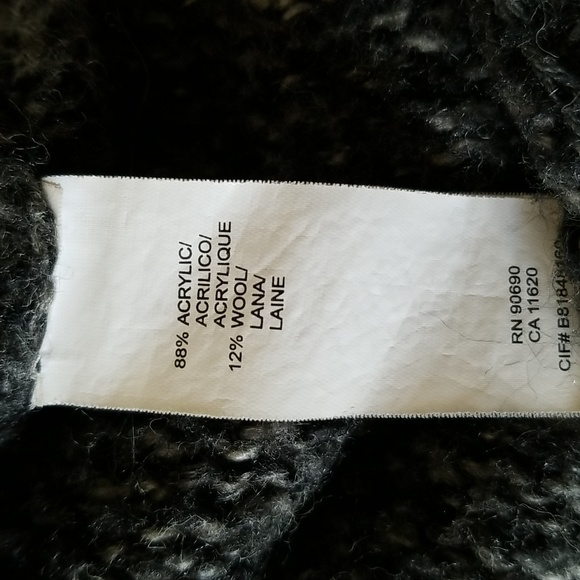 88% ACRYLIC/
ACRILICO/
ACRYLIQUE
12% WOOL/
LANA/
LAINE
RN 90690
CA 11620
CIF#